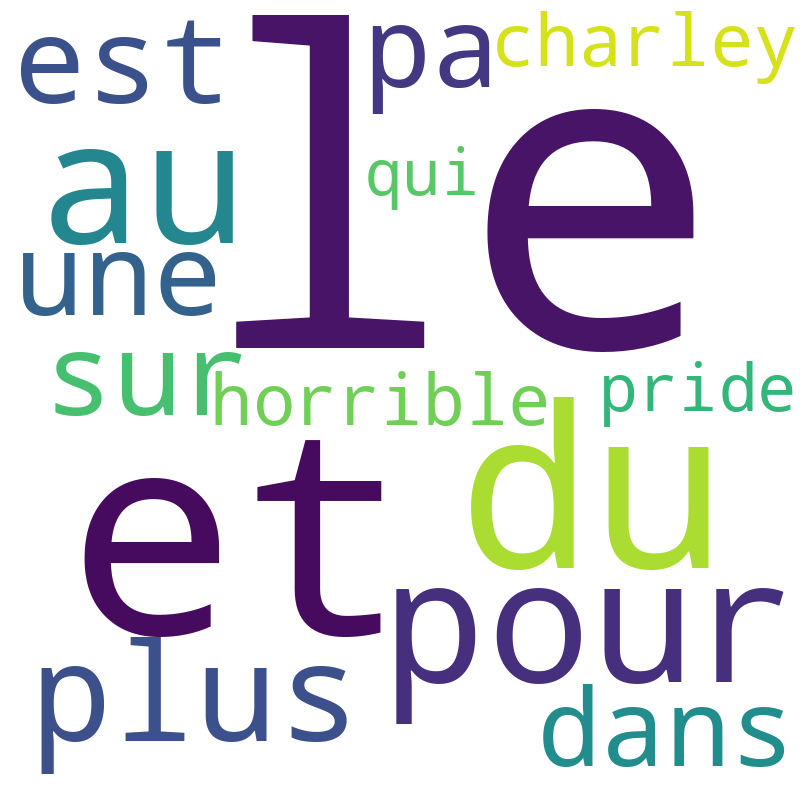 est
pa
charley
le
au
qui
une
sur
horrible
pride
et
du
pour
plus
dans